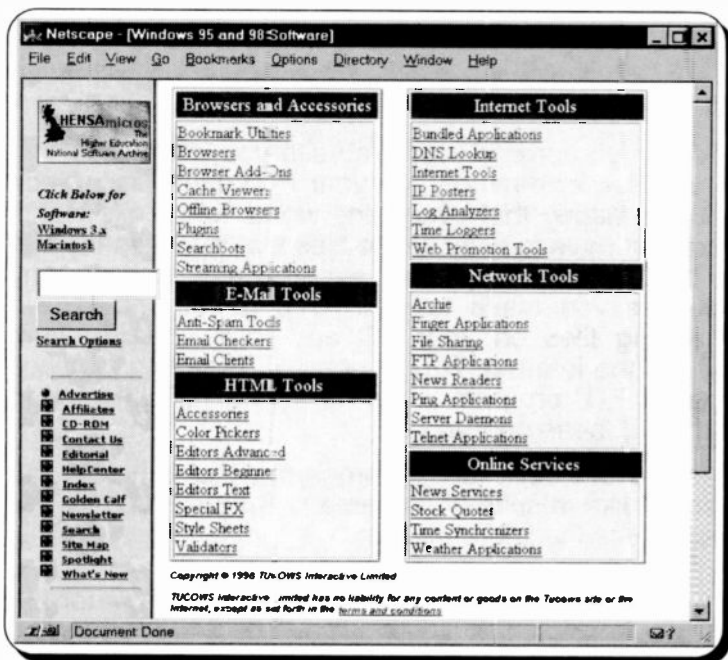 Netscape - [Windows 95 and 98 Software]
File Edit View Go Bookmarks Options Directory Window Help
HENSA micros
The
Higher Education
National Software Archive
Click Below for
Software:
Windows 3.x
Macintosh
Search
Search Options
Advertise
Affiliates
CD-ROM
Contact Us
Editorial
HelpCenter
Index
Golden Calf
Newsletter
Search
Site Map
Spotlight
What's New
Browsers and Accessories
Bookmark Utilities
Browsers
Browser Add-Ons
Cache Viewers
Offline Browsers
Plugins
Searchbots
Streaming Applications
E-Mail Tools
Anti-Spam Tools
Email Checkers
Email Clients
HTML Tools
Accessories
Color Pickers
Editors Advanced
Editors Beginner
Editors Text
Special FX
Style Sheets
Validators
Internet Tools
Bundled Applications
DNS Lookup
Internet Tools
IP Posters
Log Analyzers
Time Loggers
Web Promotion Tools
Network Tools
Archie
Finger Applications
File Sharing
FTP Applications
News Readers
Ping Applications
Server Daemons
Telnet Applications
Online Services
News Services
Stock Quotes
Time Synchronizers
Weather Applications
Copyright © 1998 TUCOWS Interactive Limited
TUCOWS Interactive Limited has no liability for any content or goods on the Tucows site or the
Internet, except as set forth in the terms and conditions
Document Done